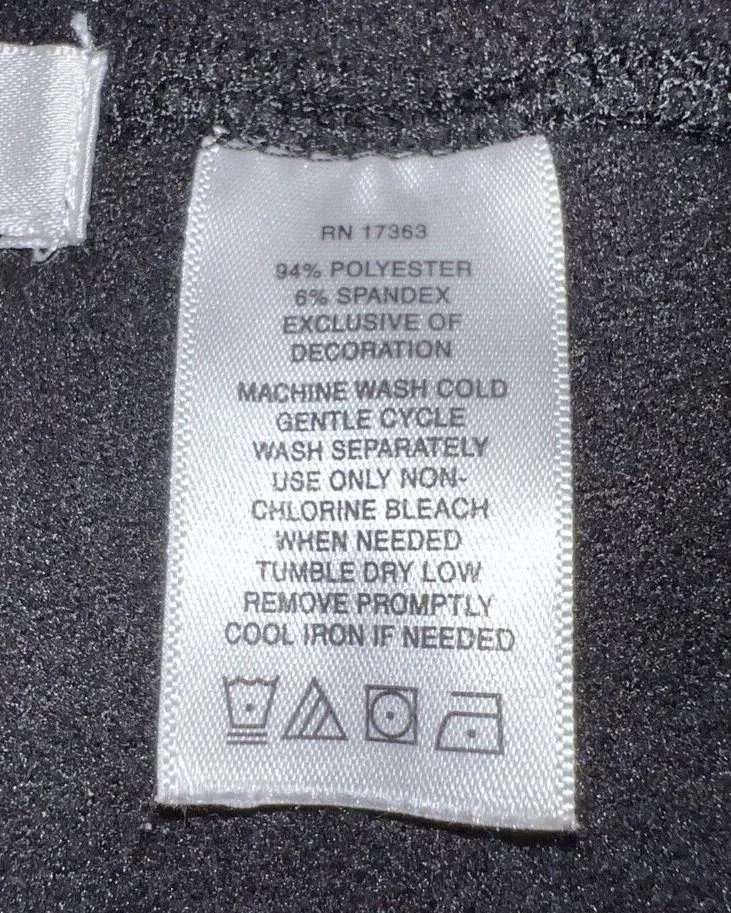 RN 17363
94% POLYESTER
6% SPANDEX
EXCLUSIVE OF
DECORATION
MACHINE WASH COLD
GENTLE CYCLE
WASH SEPARATELY
USE ONLY NON-
CHLORINE BLEACH
WHEN NEEDED
TUMBLE DRY LOW
REMOVE PROMPTLY
COOL IRON IF NEEDED